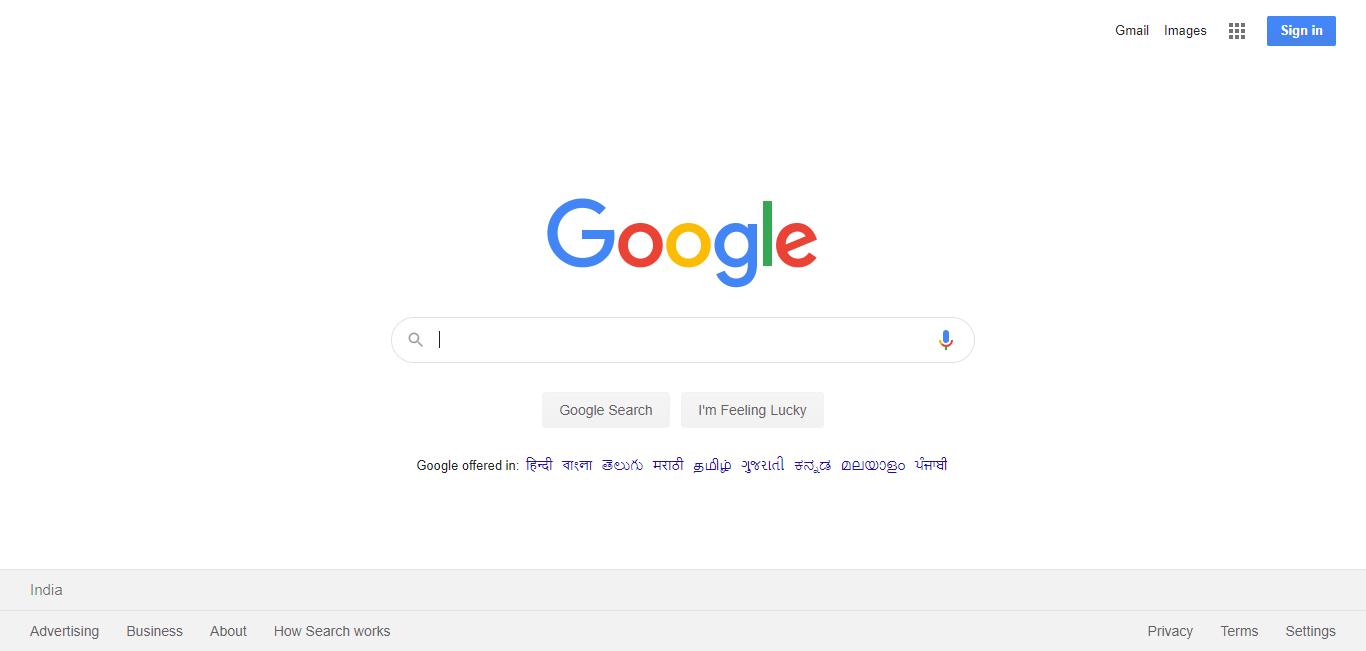 Gmail Images Sign in
Google
Google Search I'm Feeling Lucky
Google offered in: हिन्दी বাংলা తెలుగు मराठी தமிழ் ગુજરાતી ಕನ್ನಡ മലയാളം ਪੰਜਾਬੀ
India
Advertising Business About How Search works Privacy Terms Settings